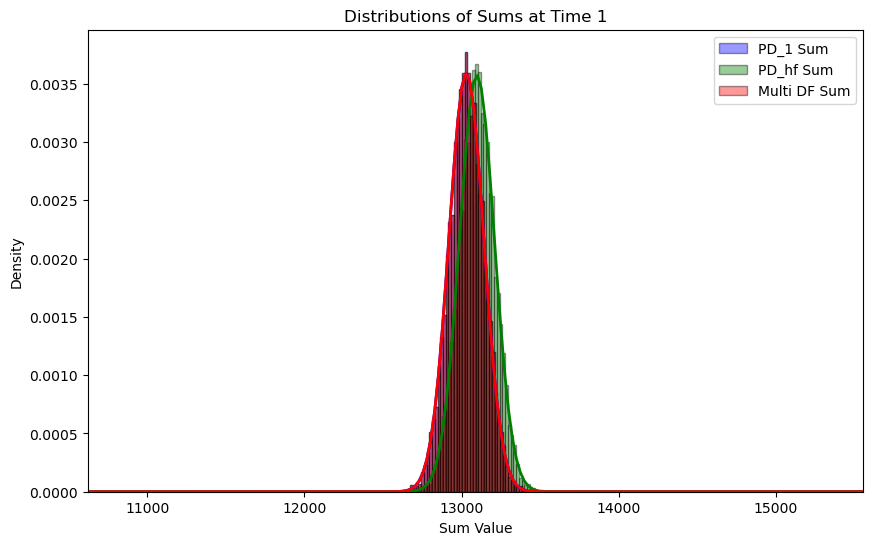 Distributions of Sums at Time 1
PD_1 Sum
PD_hf Sum
Multi DF Sum
0.0035
0.0030
0.0025
0.0020
0.0015
0.0010
0.0005
0.0000
Density
11000 12000 13000 14000 15000
Sum Value